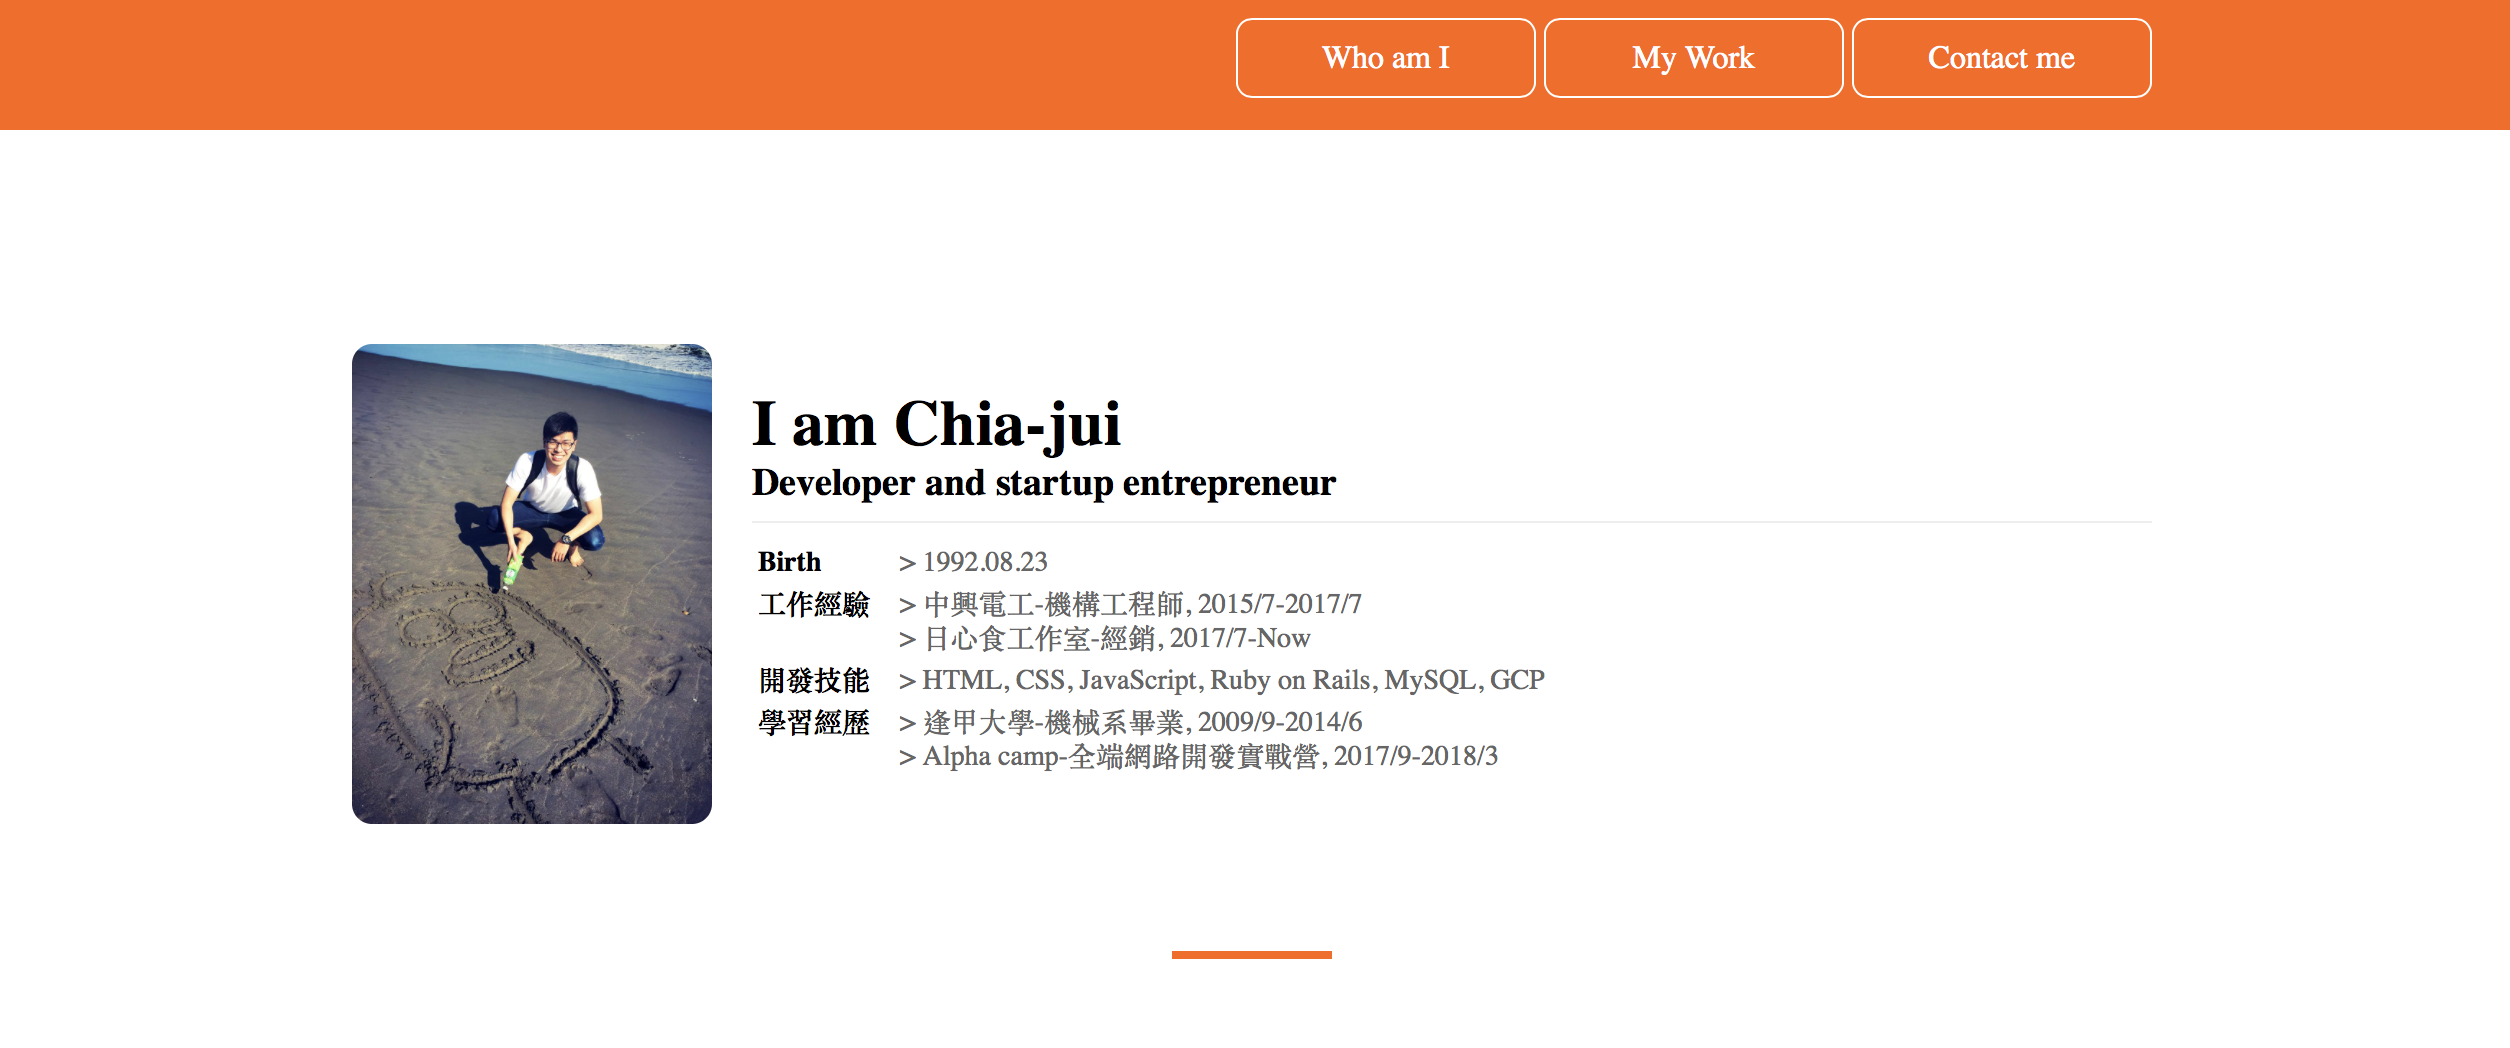 Who am I
My Work
Contact me
I am Chia-jui
Developer and startup entrepreneur
Birth > 1992.08.23
工作經驗 > 中興電工-機構工程師, 2015/7-2017/7
> 日心食工作室-經銷, 2017/7-Now
開發技能 > HTML, CSS, JavaScript, Ruby on Rails, MySQL, GCP
學習經歷 > 逢甲大學-機械系畢業, 2009/9-2014/6
> Alpha camp-全端網路開發實戰營, 2017/9-2018/3